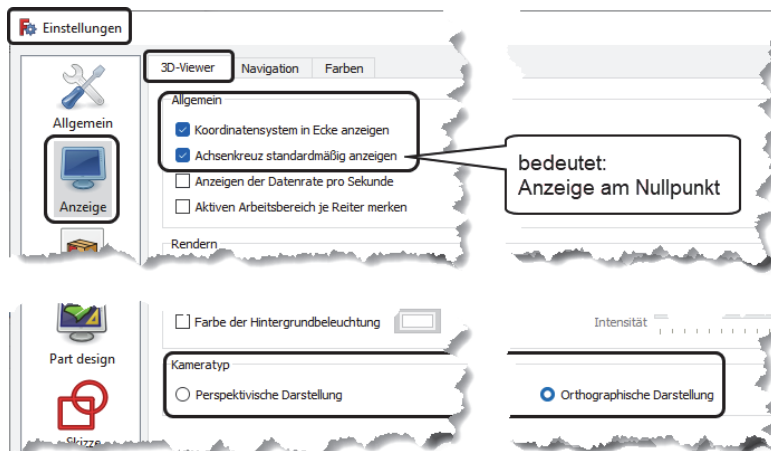 Einstellungen
3D-Viewer Navigation Farben
Allgemein
Allgemein
Koordinatensystem in Ecke anzeigen
Achsenkreuz standardmäßig anzeigen
bedeutet:
Anzeige am Nullpunkt
Anzeige
Anzeigen der Datenrate pro Sekunde
Aktiven Arbeitsbereich je Reiter merken
Rendern
Farbe der Hintergrundbeleuchtung Intensität
Part design
Kameratyp
Perspektivische Darstellung Orthographische Darstellung
Skizze